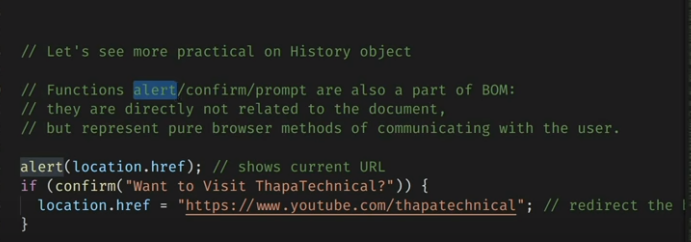 // Let's see more practical on History object
// Functions alert/confirm/prompt are also a part of BOM:
// they are directly not related to the document,
// but represent pure browser methods of communicating with the user.
alert(location.href); // shows current URL
if (confirm("Want to Visit ThapaTechnical?")) {
location.href = "https://www.youtube.com/thapatechnical"; // redirect the
}